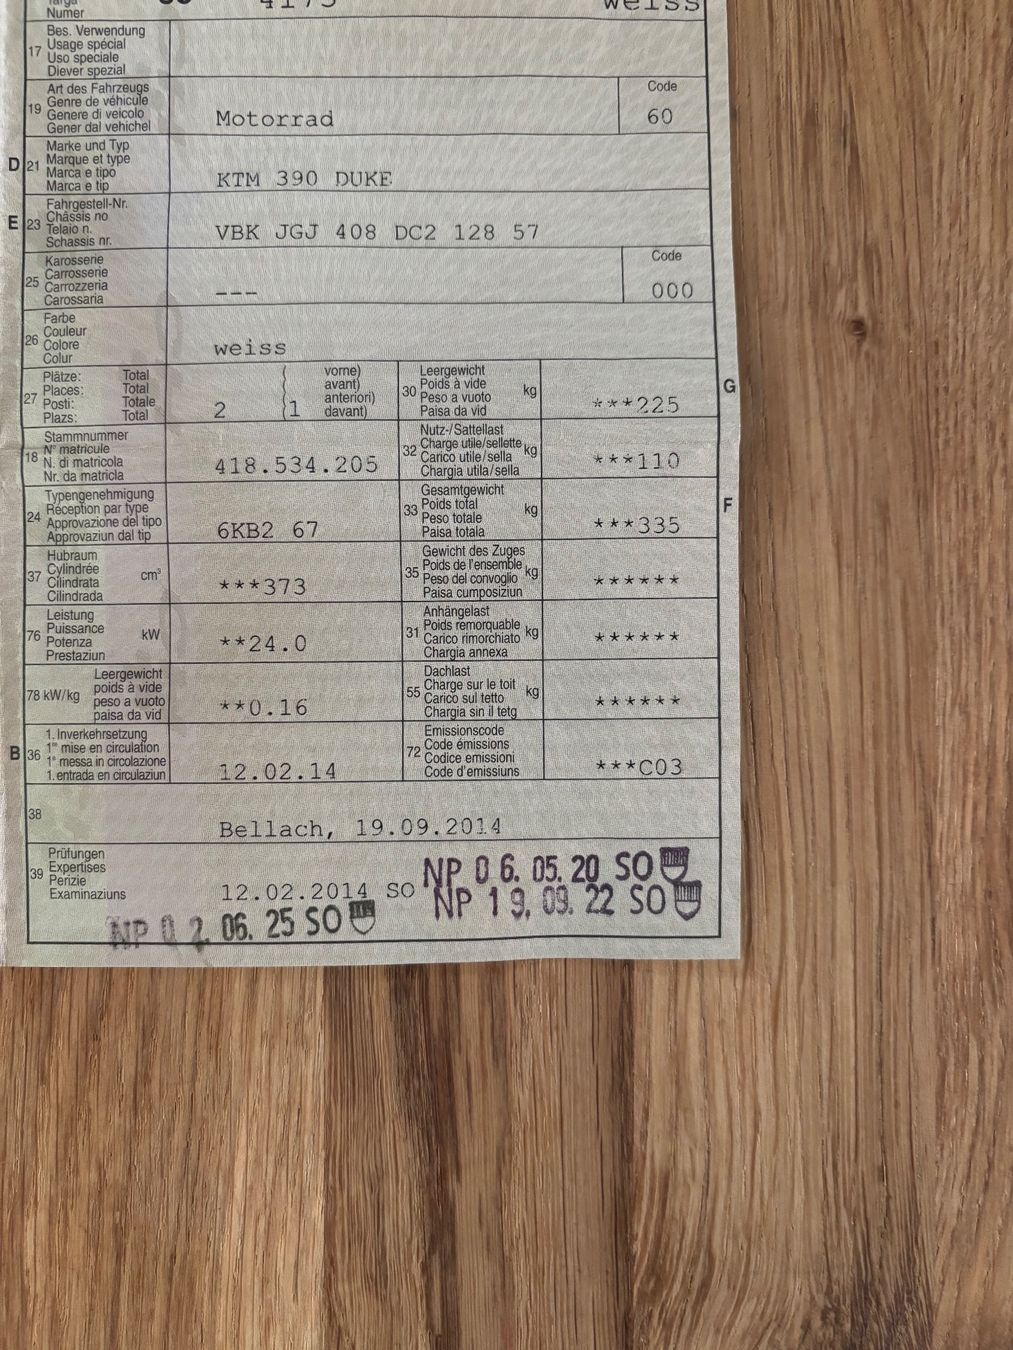 Targa
Numer
weiss
17 Bes. Verwendung
Usage spécial
Uso speciale
Diever spezial
19 Art des Fahrzeugs
Genre de véhicule
Genere di veicolo
Gener dal vehichel
Motorrad
Code
60
D 21 Marke und Typ
Marque et type
Marca e tipo
Marca e tip
KTM 390 DUKE
E 23 Fahrgestell-Nr.
Châssis no
Telaio n.
Schassis nr.
VBK JGJ 408 DC2 128 57
25 Karosserie
Carrosserie
Carrozzeria
Carossaria
---
Code
000
26 Farbe
Couleur
Colore
Colur
weiss
27 Plätze: Total
Places: Total
Posti: Totale
Plazs: Total
2 (1 vorne)
avant)
anteriori)
davant)
30 Leergewicht
Poids à vide
Peso a vuoto
Paisa da vid
kg
***225
G
18 Stammnummer
N° matricule
N. di matricola
Nr. da matricla
418.534.205
32 Nutz-/Sattellast
Charge utile/sellette
Carico utile/sella
Chargia utila/sella
kg
***110
24 Typengenehmigung
Réception par type
Approvazione del tipo
Approvaziun dal tip
6KB2 67
33 Gesamtgewicht
Poids total
Peso totale
Paisa totala
kg
***335
F
37 Hubraum
Cylindrée
Cilindrata
Cilindrada
cm³
***373
35 Gewicht des Zuges
Poids de l'ensemble
Peso del convoglio
Paisa cumposiziun
kg
******
76 Leistung
Puissance
Potenza
Prestaziun
kW
**24.0
31 Anhängelast
Poids remorquable
Carico rimorchiato
Chargia annexa
kg
******
78 kW/kg Leergewicht
poids à vide
peso a vuoto
paisa da vid
**0.16
55 Dachlast
Charge sur le toit
Carico sul tetto
Chargia sin il tetg
kg
******
B 36 1. Inverkehrsetzung
1re mise en circulation
1a messa in circolazione
1. entrada en circulaziun
12.02.14
72 Emissionscode
Code émissions
Codice emissioni
Code d'emissiuns
***C03
38
Bellach, 19.09.2014
39 Prüfungen
Expertises
Perizie
Examinaziuns
12.02.2014 SO
NP 06.05.20 SO
NP 19.09.22 SO
NP 02.06.25 SO